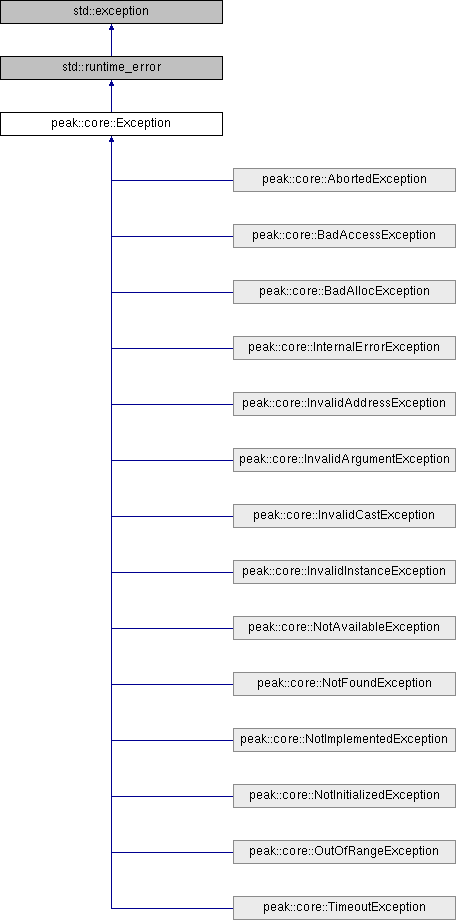 std::exception
std::runtime_error
peak::core::Exception
peak::core::AbortedException
peak::core::BadAccessException
peak::core::BadAllocException
peak::core::InternalErrorException
peak::core::InvalidAddressException
peak::core::InvalidArgumentException
peak::core::InvalidCastException
peak::core::InvalidInstanceException
peak::core::NotAvailableException
peak::core::NotFoundException
peak::core::NotImplementedException
peak::core::NotInitializedException
peak::core::OutOfRangeException
peak::core::TimeoutException